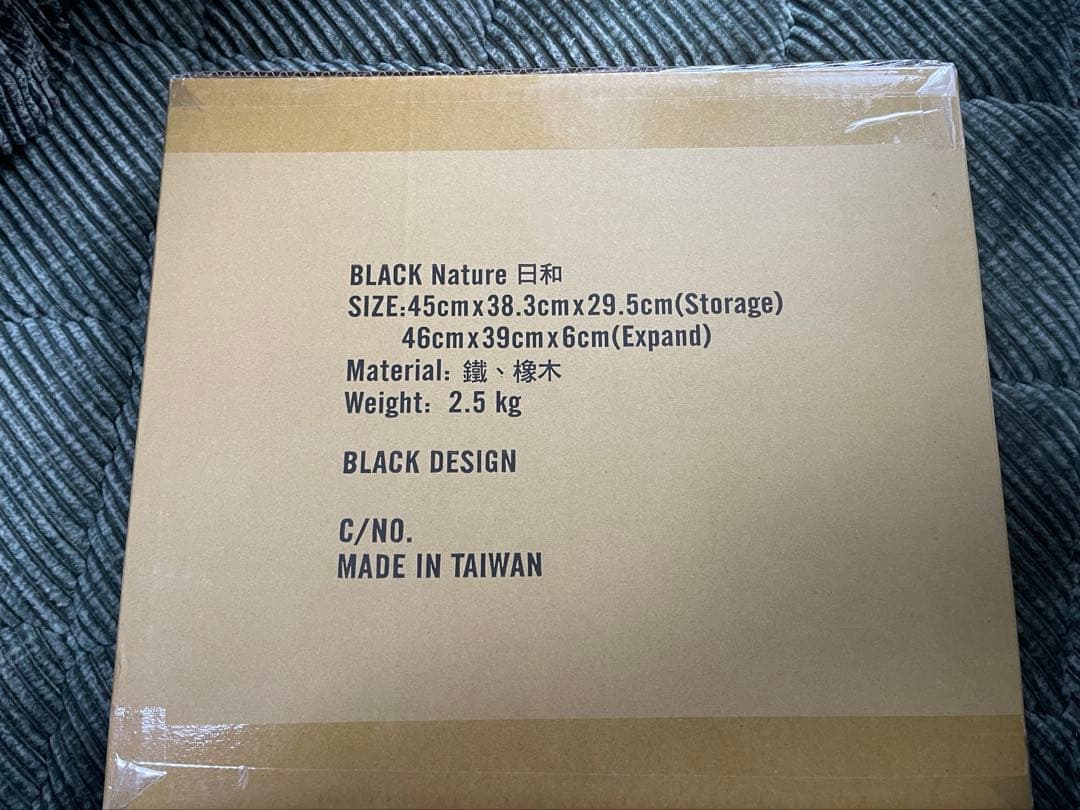 BLACK Nature 日和
SIZE:45cmx38.3cmx29.5cm(Storage)
46cmx39cmx6cm(Expand)
Material: 鐵、橡木
Weight: 2.5 kg
BLACK DESIGN
C/NO.
MADE IN TAIWAN